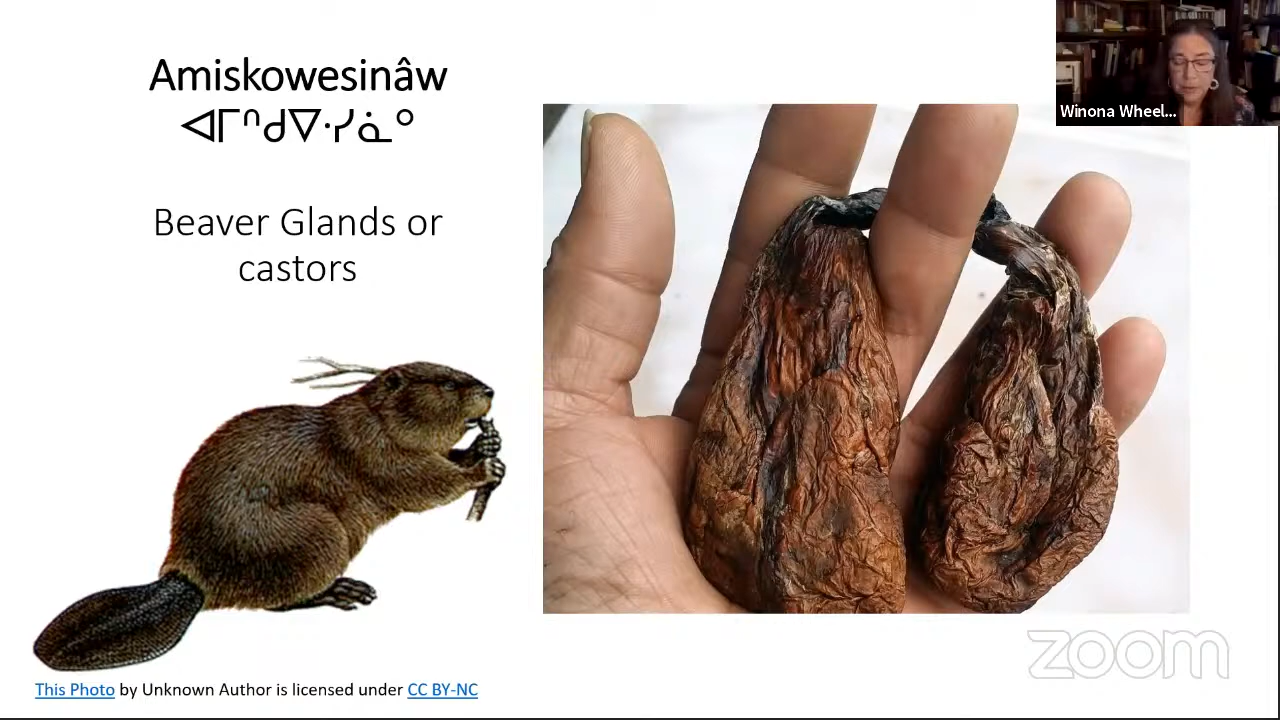 Amiskowesinâw
ᐊᒥᐢᑯᐍᓯᓈᐤ
Beaver Glands or
castors
Winona Wheel...
zoom
This Photo by Unknown Author is licensed under CC BY-NC